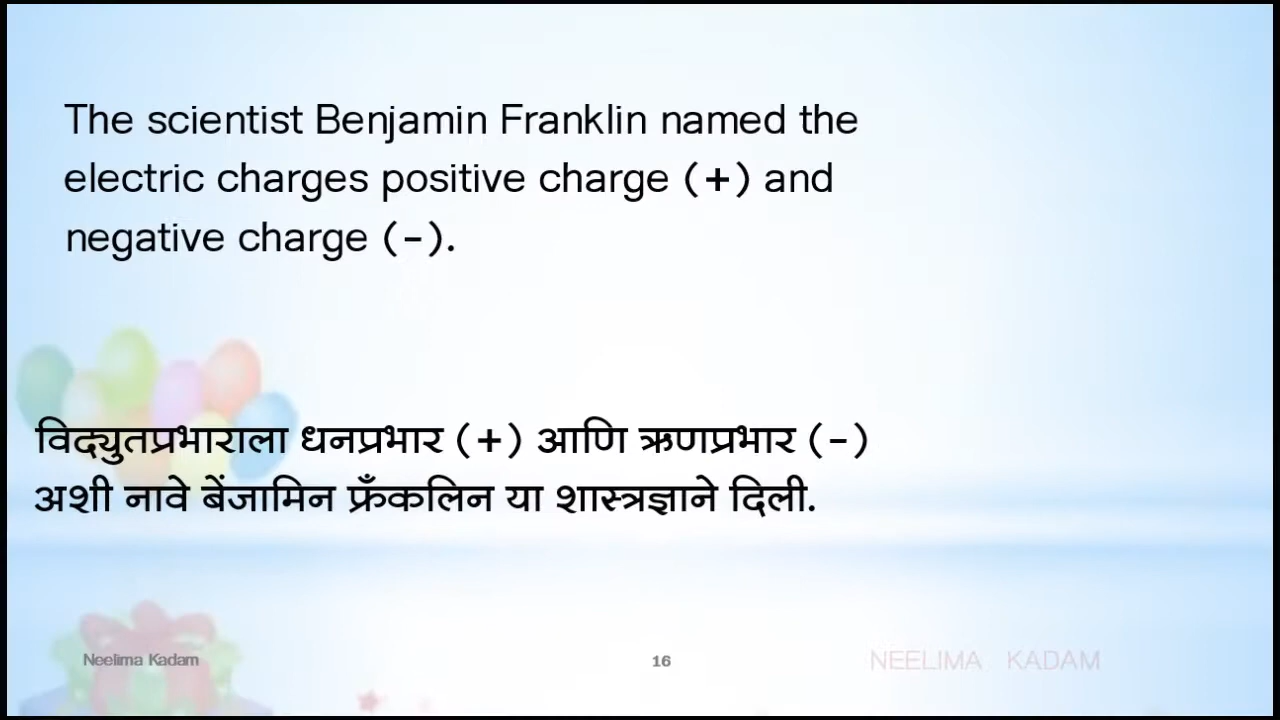 The scientist Benjamin Franklin named the
electric charges positive charge (+) and
negative charge (-).
विद्युतप्रभाराला धनप्रभार (+) आणि ऋणप्रभार (-)
अशी नावे बेंजामिन फ्रँकलिन या शास्त्रज्ञाने दिली.
Neelima Kadam
16
NEELIMA KADAM